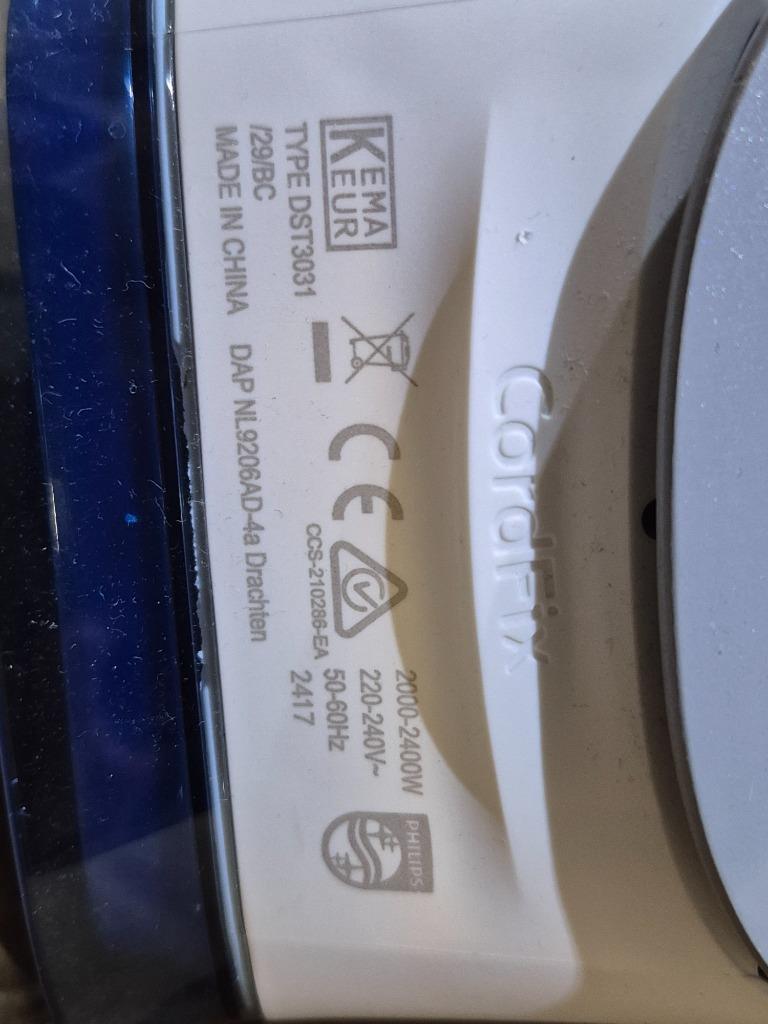 KEMA
KEUR
TYPE DST3031
/29/BC
MADE IN CHINA
DAP NL9206AD-4a Drachten
CE
CCS-210286-EA
2000-2400W
220-240V~
50-60Hz
2417
PHILIPS
CordFix